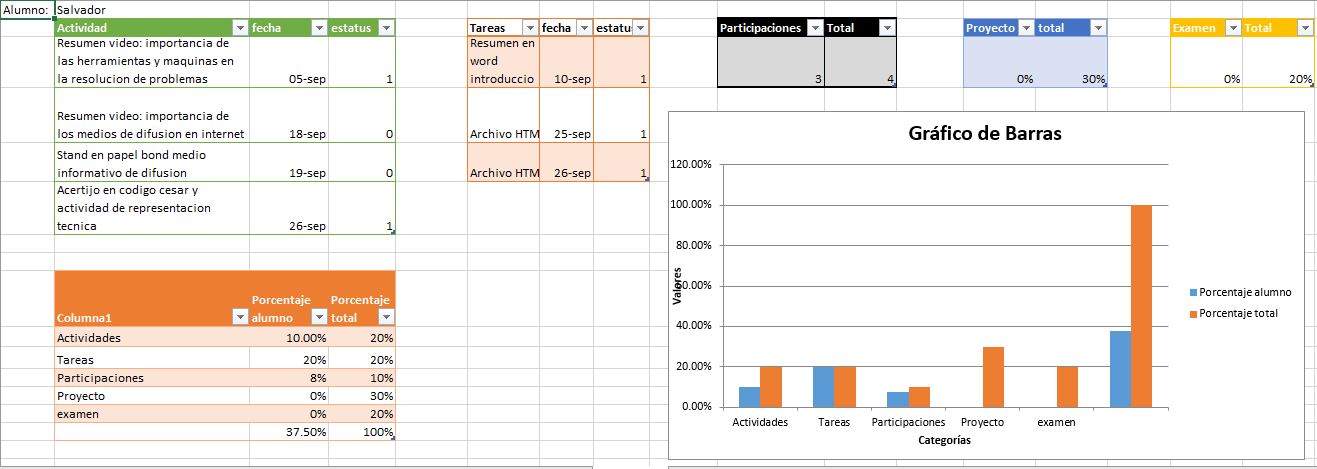 Alumno: Salvador
Actividad fecha estatus
Resumen video: importancia de
las herramientas y maquinas en
la resolucion de problemas 05-sep 1
Resumen video: importancia de
los medios de difusion en internet 18-sep 0
Stand en papel bond medio
informativo de difusion 19-sep 0
Acertijo en codigo cesar y
actividad de representacion
tecnica 26-sep 1
Tareas fecha estatu
Resumen en
word
introduccio 10-sep 1
Archivo HTM 25-sep 1
Archivo HTM 26-sep 1
Participaciones Total
3 4
Proyecto total
0% 30%
Examen Total
0% 20%
Porcentaje Porcentaje
Columna1 alumno total
Actividades 10.00% 20%
Tareas 20% 20%
Participaciones 8% 10%
Proyecto 0% 30%
examen 0% 20%
37.50% 100%
Gráfico de Barras
120.00%
100.00%
80.00%
60.00%
40.00%
20.00%
0.00%
Valores
Actividades Tareas Participaciones Proyecto examen
Categorías
Porcentaje alumno
Porcentaje total